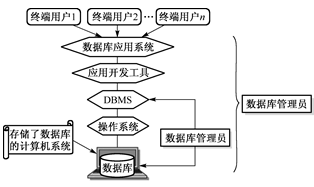 终端用户1
终端用户2
…
终端用户n
数据库应用系统
应用开发工具
DBMS
操作系统
数据库
存储了数据库
的计算机系统
数据库管理员
数据库管理员